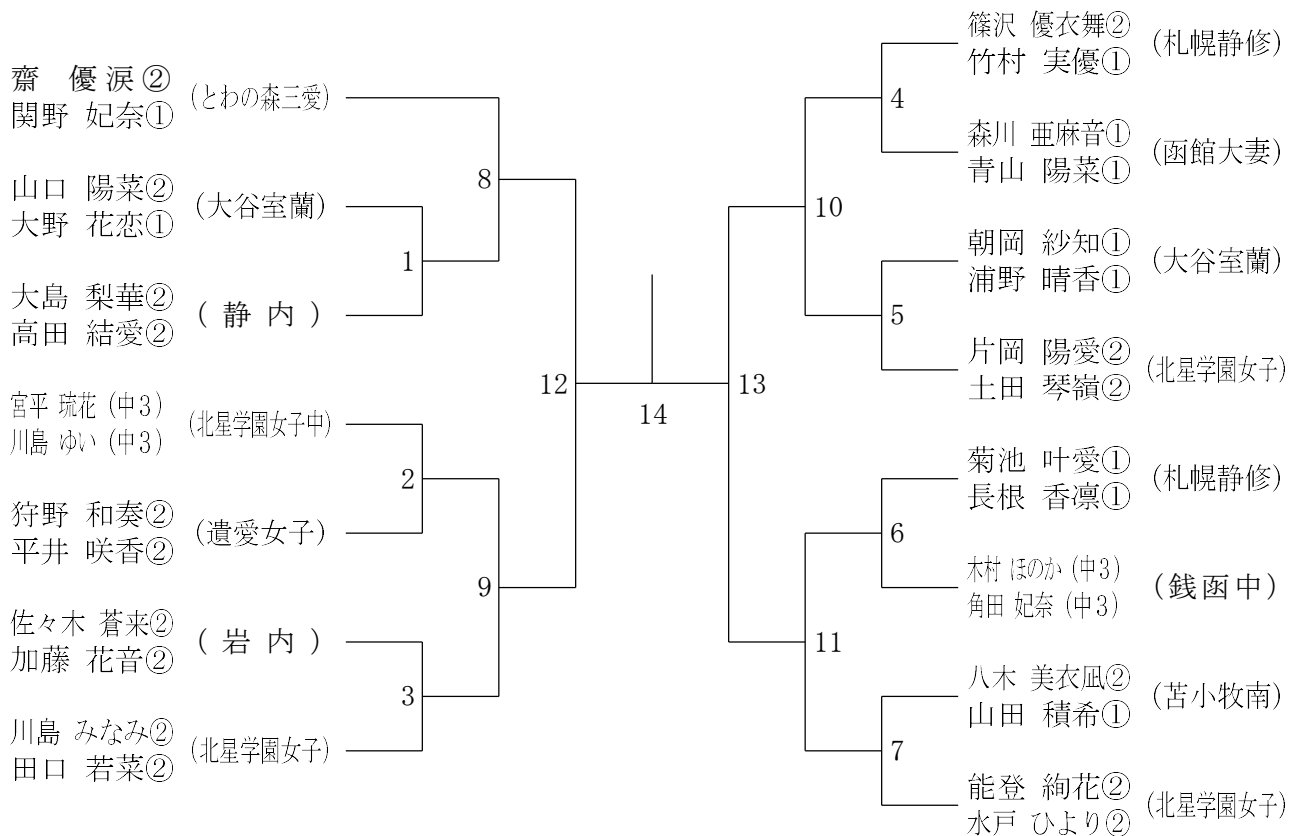 齋 優涙②
関野 妃奈①
(とわの森三愛)
山口 陽菜②
大野 花恋①
(大谷室蘭)
大島 梨華②
高田 結愛②
(静内)
宮平 琉花 (中3)
川島 ゆい (中3)
(北星学園女子中)
狩野 和奏②
平井 咲香②
(遺愛女子)
佐々木 蒼来②
加藤 花音②
(岩内)
川島 みなみ②
田口 若菜②
(北星学園女子)
8
1
12
2
9
3
14
13
4
10
5
6
11
7
篠沢 優衣舞②
竹村 実優①
(札幌静修)
森川 亜麻音①
青山 陽菜①
(函館大妻)
朝岡 紗知①
浦野 晴香①
(大谷室蘭)
片岡 陽愛②
土田 琴嶺②
(北星学園女子)
菊池 叶愛①
長根 香凛①
(札幌静修)
木村 ほのか (中3)
角田 妃奈 (中3)
(銭函中)
八木 美衣凪②
山田 積希①
(苫小牧南)
能登 絢花②
水戸 ひより②
(北星学園女子)